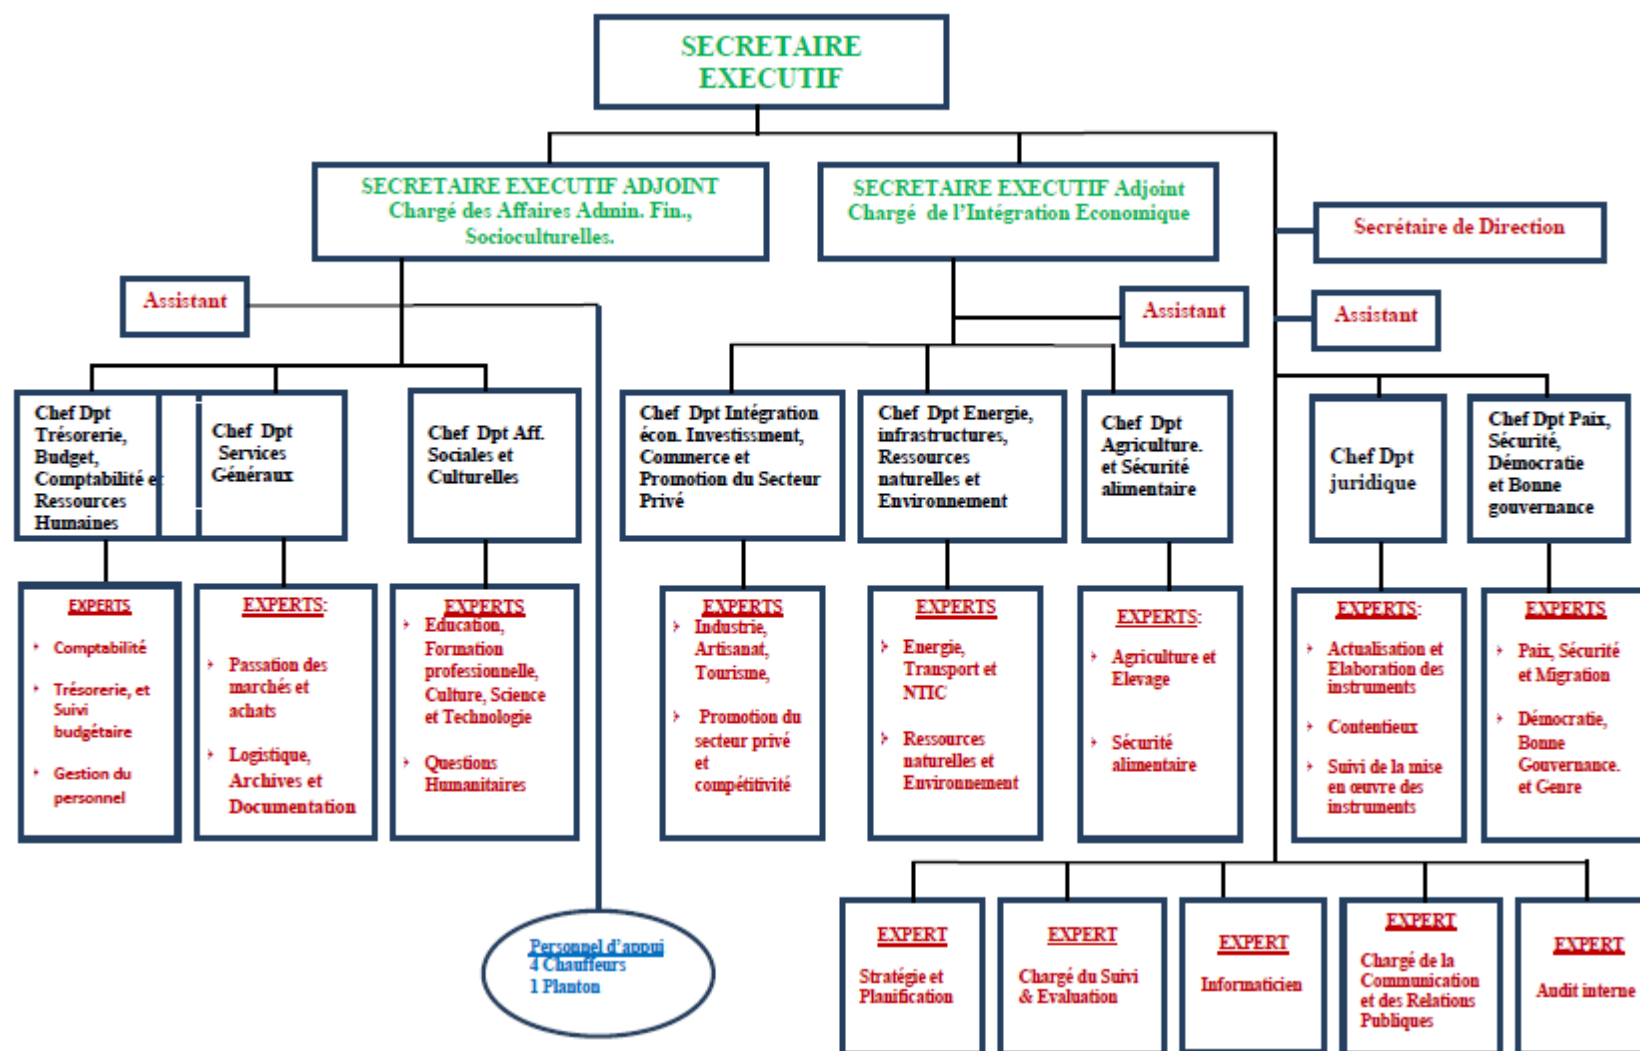 SECRETAIRE
EXECUTIF
SECRETAIRE EXECUTIF ADJOINT
Chargé des Affaires Admin. Fin.,
Socioculturelles.
SECRETAIRE EXECUTIF Adjoint
Chargé de l'Intégration Economique
Secrétaire de Direction
Assistant
Assistant
Assistant
Chef Dpt
Trésorerie,
Budget,
Comptabilité et
Ressources
Humaines
Chef Dpt
Services
Généraux
Chef Dpt Aff.
Sociales et
Culturelles
Chef Dpt Intégration
écon. Investissment,
Commerce et
Promotion du Secteur
Privé
Chef Dpt Energie,
infrastructures,
Ressources
naturelles et
Environnement
Chef Dpt
Agriculture.
et Sécurité
alimentaire
Chef Dpt
juridique
Chef Dpt Paix,
Sécurité,
Démocratie
et Bonne
gouvernance
EXPERTS
Comptabilité
Trésorerie, et
Suivi
budgétaire
Gestion du
personnel
EXPERTS:
Passation des
marchés et
achats
Logistique,
Archives et
Documentation
EXPERTS
Education,
Formation
professionnelle,
Culture, Science
et Technologie
Questions
Humanitaires
EXPERTS
Industrie,
Artisanat,
Tourisme,
Promotion du
secteur privé
et
compétitivité
EXPERTS
Energie,
Transport et
NTIC
Ressources
naturelles et
Environnement
EXPERTS:
Agriculture et
Elevage
Sécurité
alimentaire
EXPERTS:
Actualisation et
Elaboration des
instruments
Contentieux
Suivi de la mise
en œuvre des
instruments
EXPERTS
Paix, Sécurité
et Migration
Démocratie,
Bonne
Gouvernance.
et Genre
Personnel d'appui
4 Chauffeurs
1 Planton
EXPERT
Stratégie et
Planification
EXPERT
Chargé du Suivi
& Evaluation
EXPERT
Informaticien
EXPERT
Chargé de la
Communication
et des Relations
Publiques
EXPERT
Audit interne